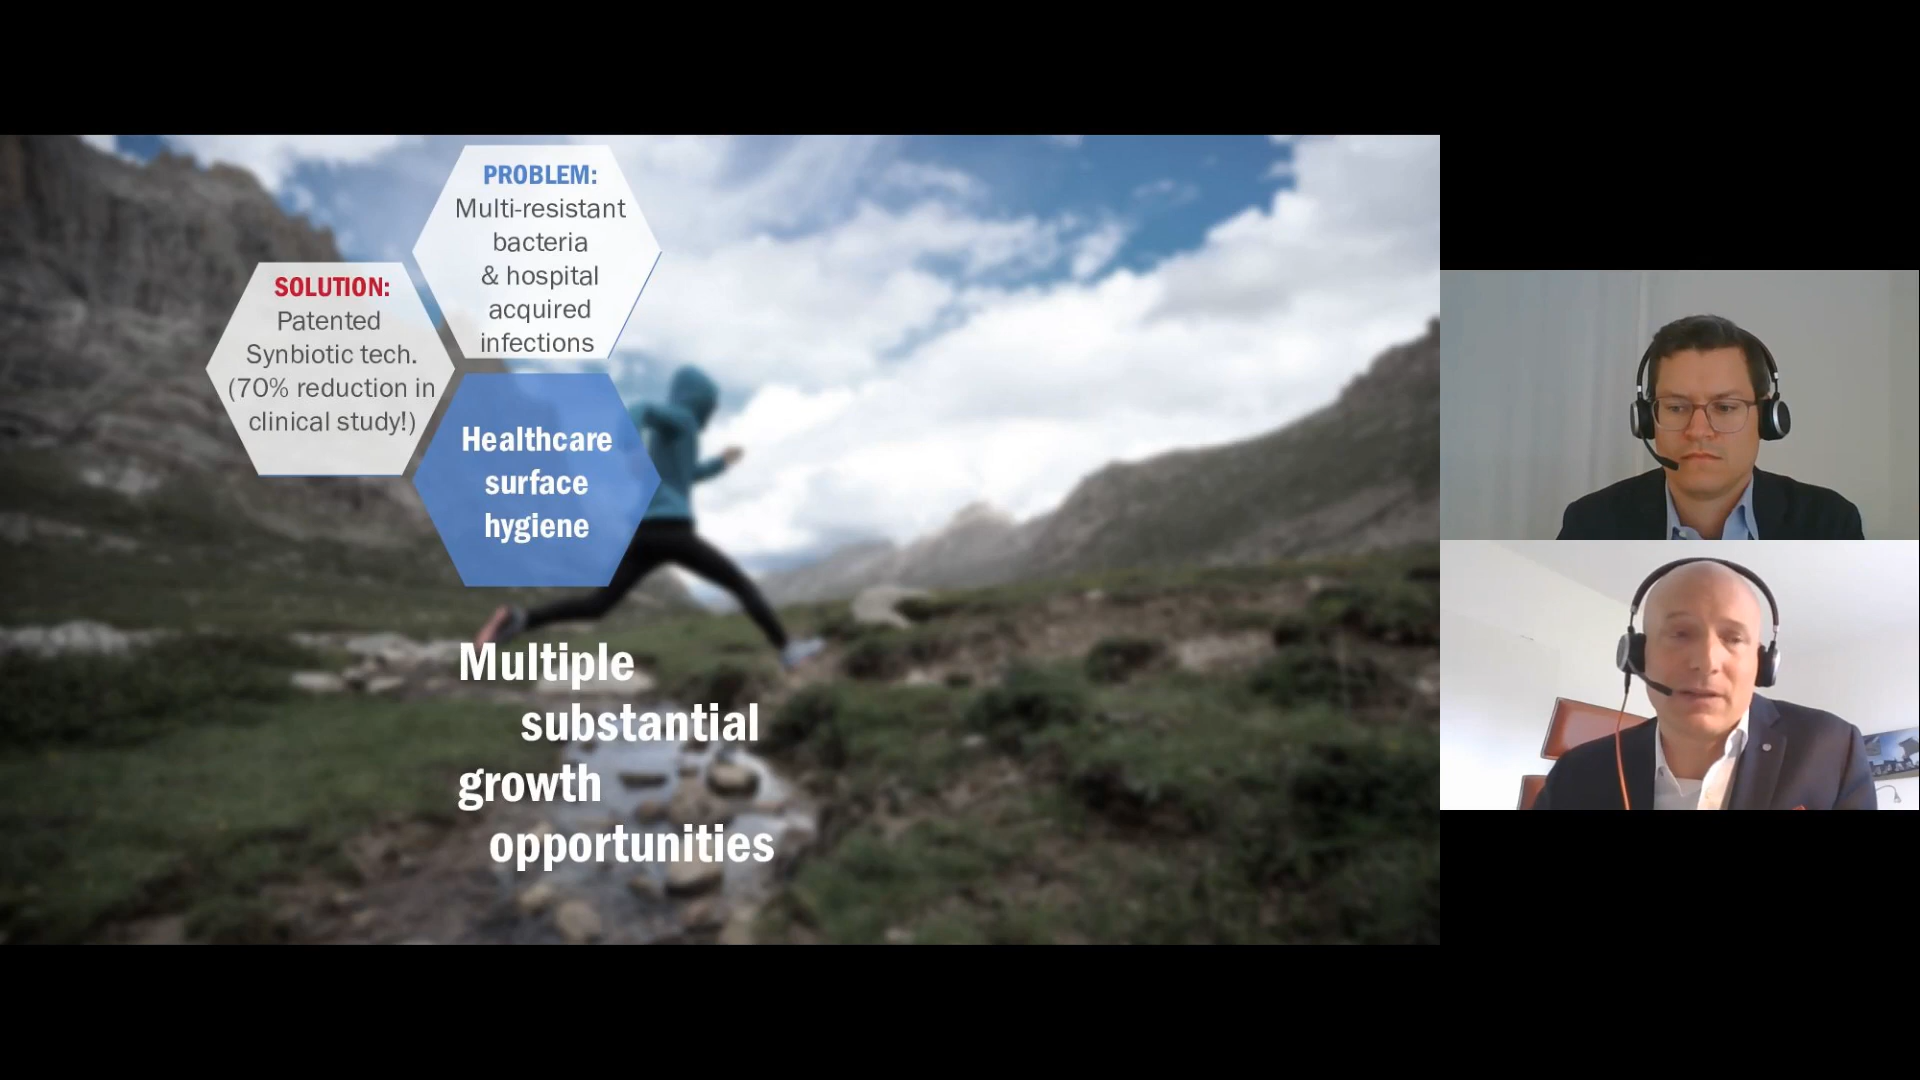 PROBLEM:
Multi-resistant
bacteria
& hospital
acquired
infections
SOLUTION:
Patented
Synbiotic tech.
(70% reduction in
clinical study!)
Healthcare
surface
hygiene
Multiple
substantial
growth
opportunities